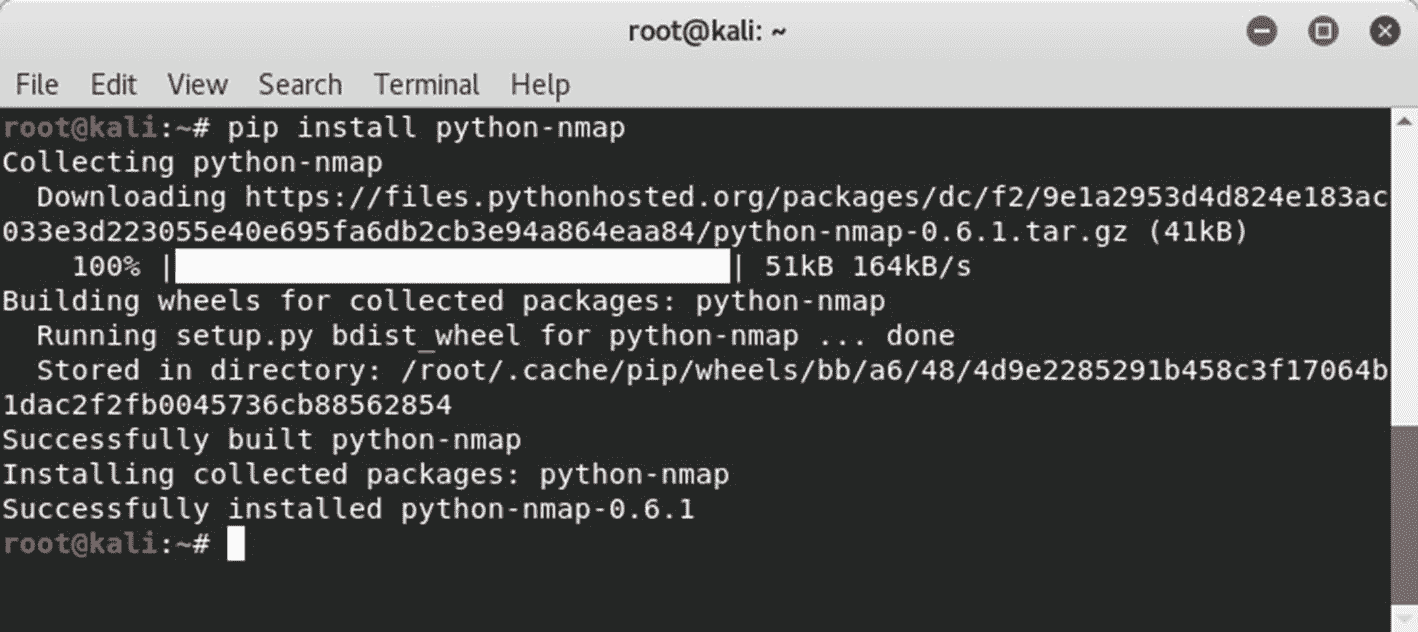 root@kali: ~
File Edit View Search Terminal Help
root@kali:~# pip install python-nmap
Collecting python-nmap
  Downloading https://files.pythonhosted.org/packages/dc/f2/9e1a2953d4d824e183ac
033e3d223055e40e695fa6db2cb3e94a864eaa84/python-nmap-0.6.1.tar.gz (41kB)
    100% | | 51kB 164kB/s
Building wheels for collected packages: python-nmap
  Running setup.py bdist_wheel for python-nmap ... done
  Stored in directory: /root/.cache/pip/wheels/bb/a6/48/4d9e2285291b458c3f17064b
1dac2f2fb0045736cb88562854
Successfully built python-nmap
Installing collected packages: python-nmap
Successfully installed python-nmap-0.6.1
root@kali:~#